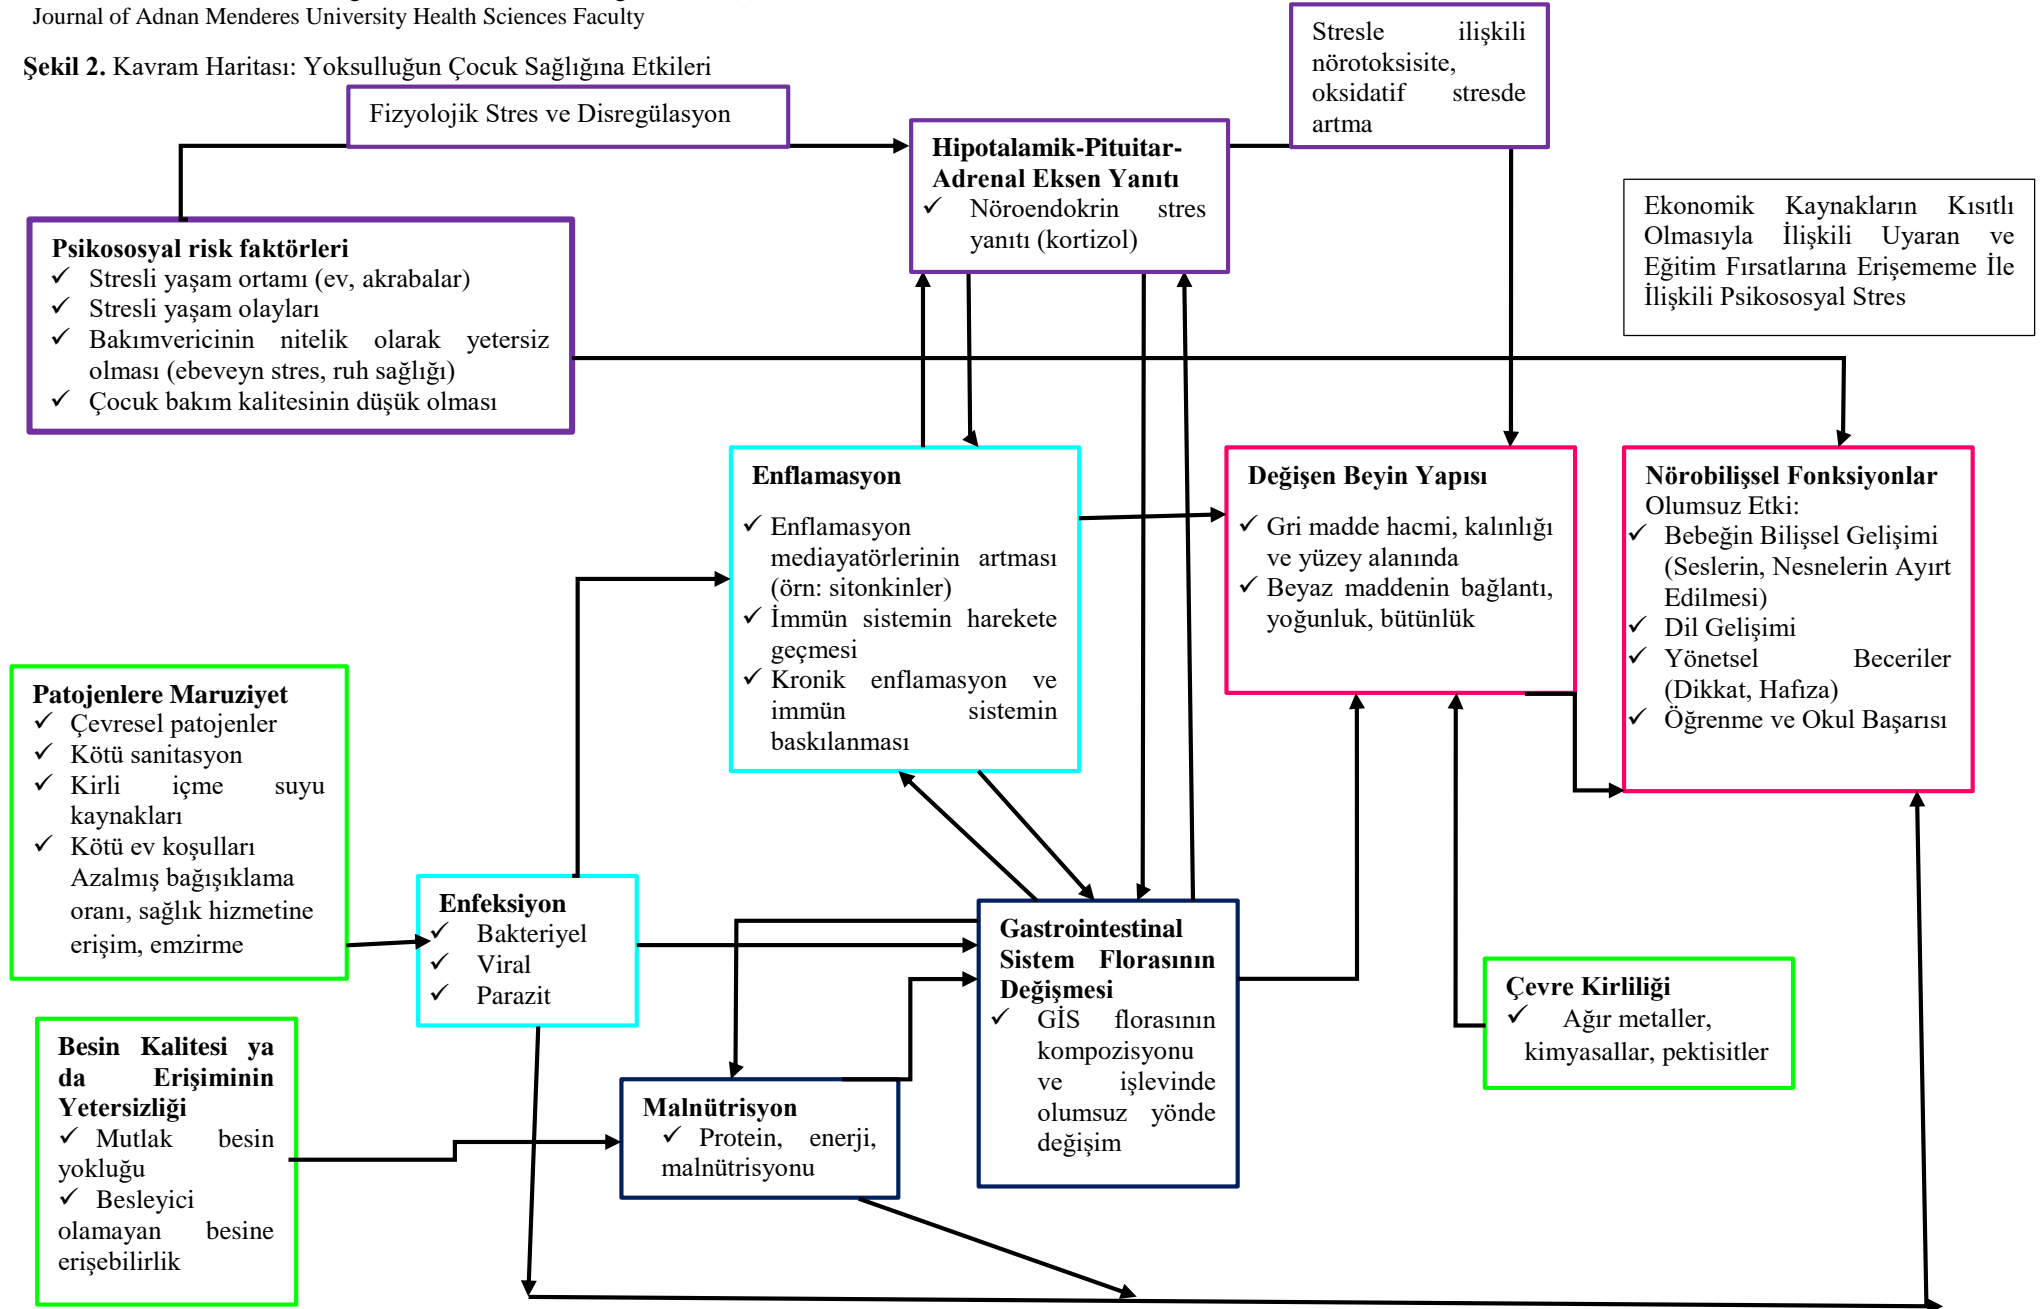 Journal of Adnan Menderes University Health Sciences Faculty
Şekil 2. Kavram Haritası: Yoksulluğun Çocuk Sağlığına Etkileri
Fizyolojik Stres ve Disregülasyon
Hipotalamik-Pituitar-
Adrenal Eksen Yanıtı
✓ Nöroendokrin stres
yanıtı (kortizol)
Stresle ilişkili
nörotoksisite,
oksidatif stresde
artma
Ekonomik Kaynakların Kısıtlı
Olmasıyla İlişkili Uyaran ve
Eğitim Fırsatlarına Erişememe İle
İlişkili Psikososyal Stres
Psikososyal risk faktörleri
✓ Stresli yaşam ortamı (ev, akrabalar)
✓ Stresli yaşam olayları
✓ Bakımvericinin nitelik olarak yetersiz
olması (ebeveyn stres, ruh sağlığı)
✓ Çocuk bakım kalitesinin düşük olması
Enflamasyon
✓ Enflamasyon
mediayatörlerinin artması
(örn: sitonkinler)
✓ İmmün sistemin harekete
geçmesi
✓ Kronik enflamasyon ve
immün sistemin
baskılanması
Değişen Beyin Yapısı
✓ Gri madde hacmi, kalınlığı
ve yüzey alanında
✓ Beyaz maddenin bağlantı,
yoğunluk, bütünlük
Nörobilişsel Fonksiyonlar
Olumsuz Etki:
✓ Bebeğin Bilişsel Gelişimi
(Seslerin, Nesnelerin Ayırt
Edilmesi)
✓ Dil Gelişimi
✓ Yönetsel Beceriler
(Dikkat, Hafıza)
✓ Öğrenme ve Okul Başarısı
Patojenlere Maruziyet
✓ Çevresel patojenler
✓ Kötü sanitasyon
✓ Kirli içme suyu
kaynakları
✓ Kötü ev koşulları
Azalmış bağışıklama
oranı, sağlık hizmetine
erişim, emzirme
Enfeksiyon
✓ Bakteriyel
✓ Viral
✓ Parazit
Gastrointestinal
Sistem Florasının
Değişmesi
✓ GİS florasının
kompozisyonu
ve işlevinde
olumsuz yönde
değişim
Çevre Kirliliği
✓ Ağır metaller,
kimyasallar, pektisitler
Besin Kalitesi ya
da Erişiminin
Yetersizliği
✓ Mutlak besin
yokluğu
✓ Besleyici
olamayan besine
erişebilirlik
Malnütrisyon
✓ Protein, enerji,
malnütrisyonu